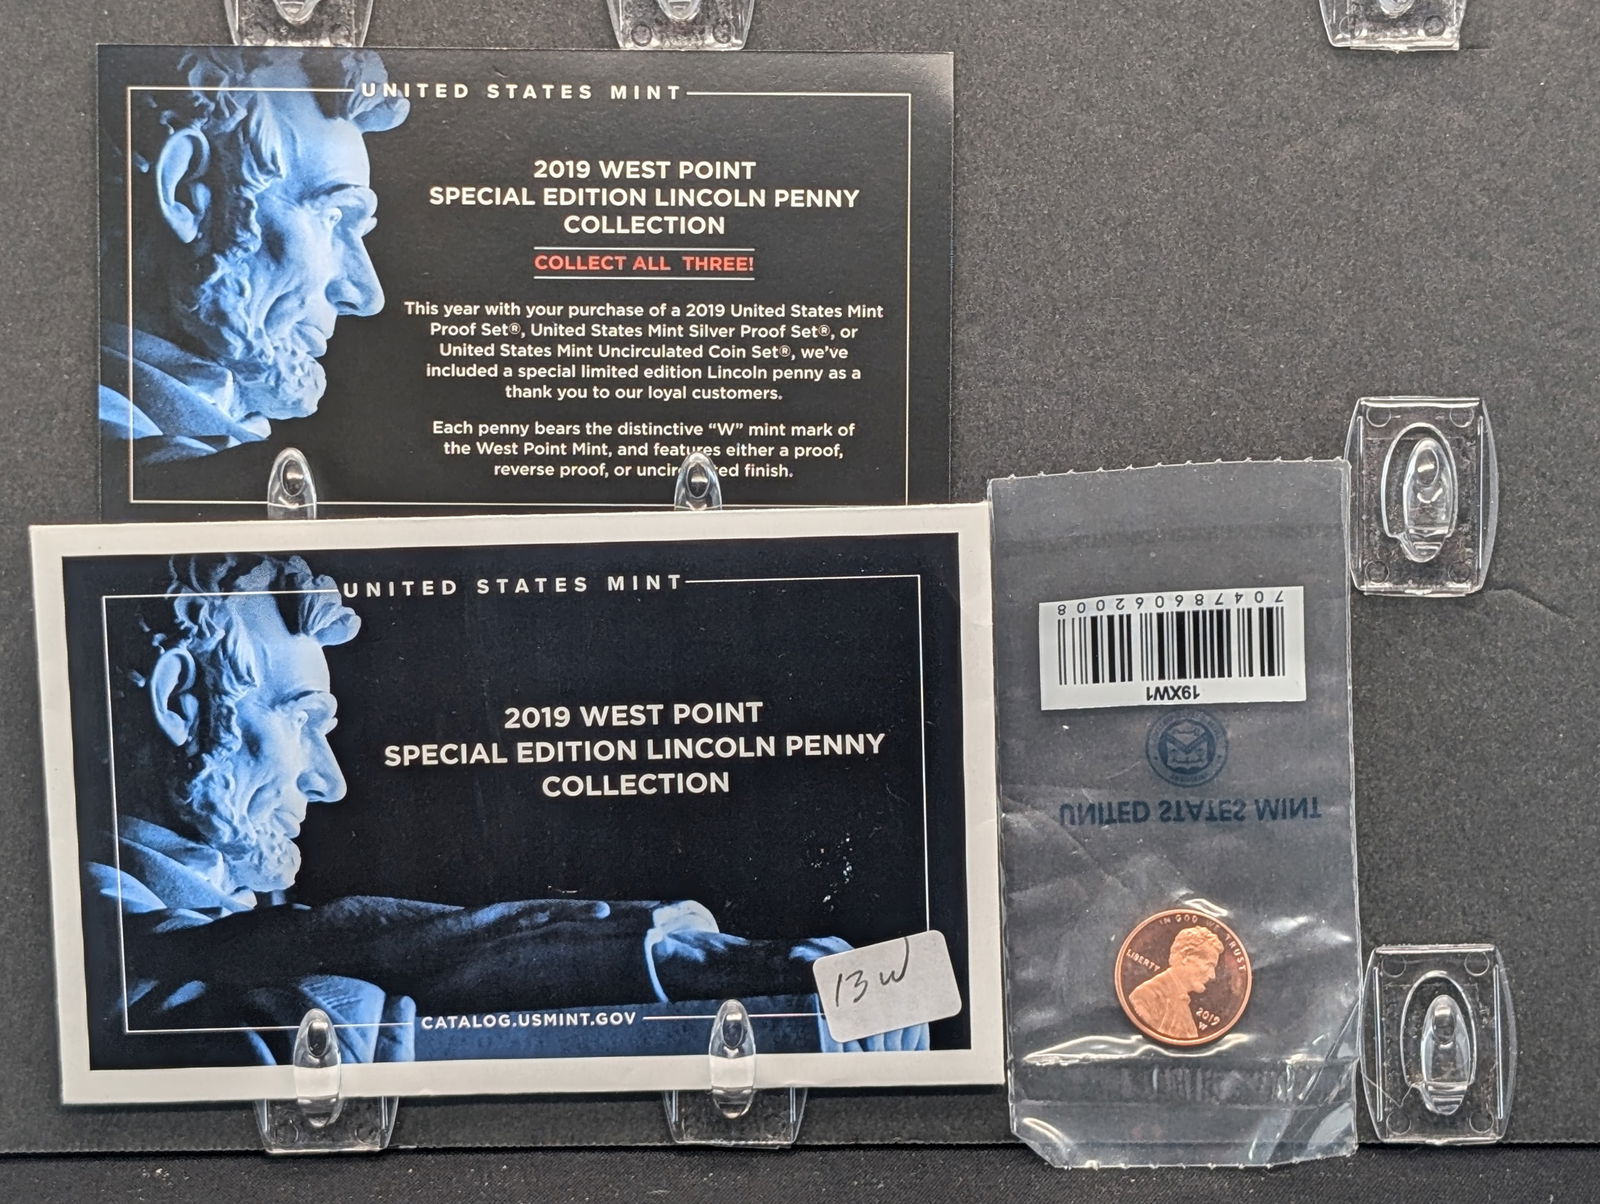 UNITED STATES MINT
2019 WEST POINT
SPECIAL EDITION LINCOLN PENNY
COLLECTION
COLLECT ALL THREE!
This year with your purchase of a 2019 United States Mint
Proof Set®, United States Mint Silver Proof Set®, or
United States Mint Uncirculated Coin Set®, we've
included a special limited edition Lincoln penny as a
thank you to our loyal customers.
Each penny bears the distinctive “W” mint mark of
the West Point Mint, and features either a proof,
reverse proof, or finish.
UNITED STATES MINT
2019 WEST POINT
SPECIAL EDITION LINCOLN PENNY
COLLECTION
13W
CATALOG.USMINT.GOV
19XW1
704786062008
UNITED STATES MINT
IN GOD WE TRUST
LIBERTY
2019
W